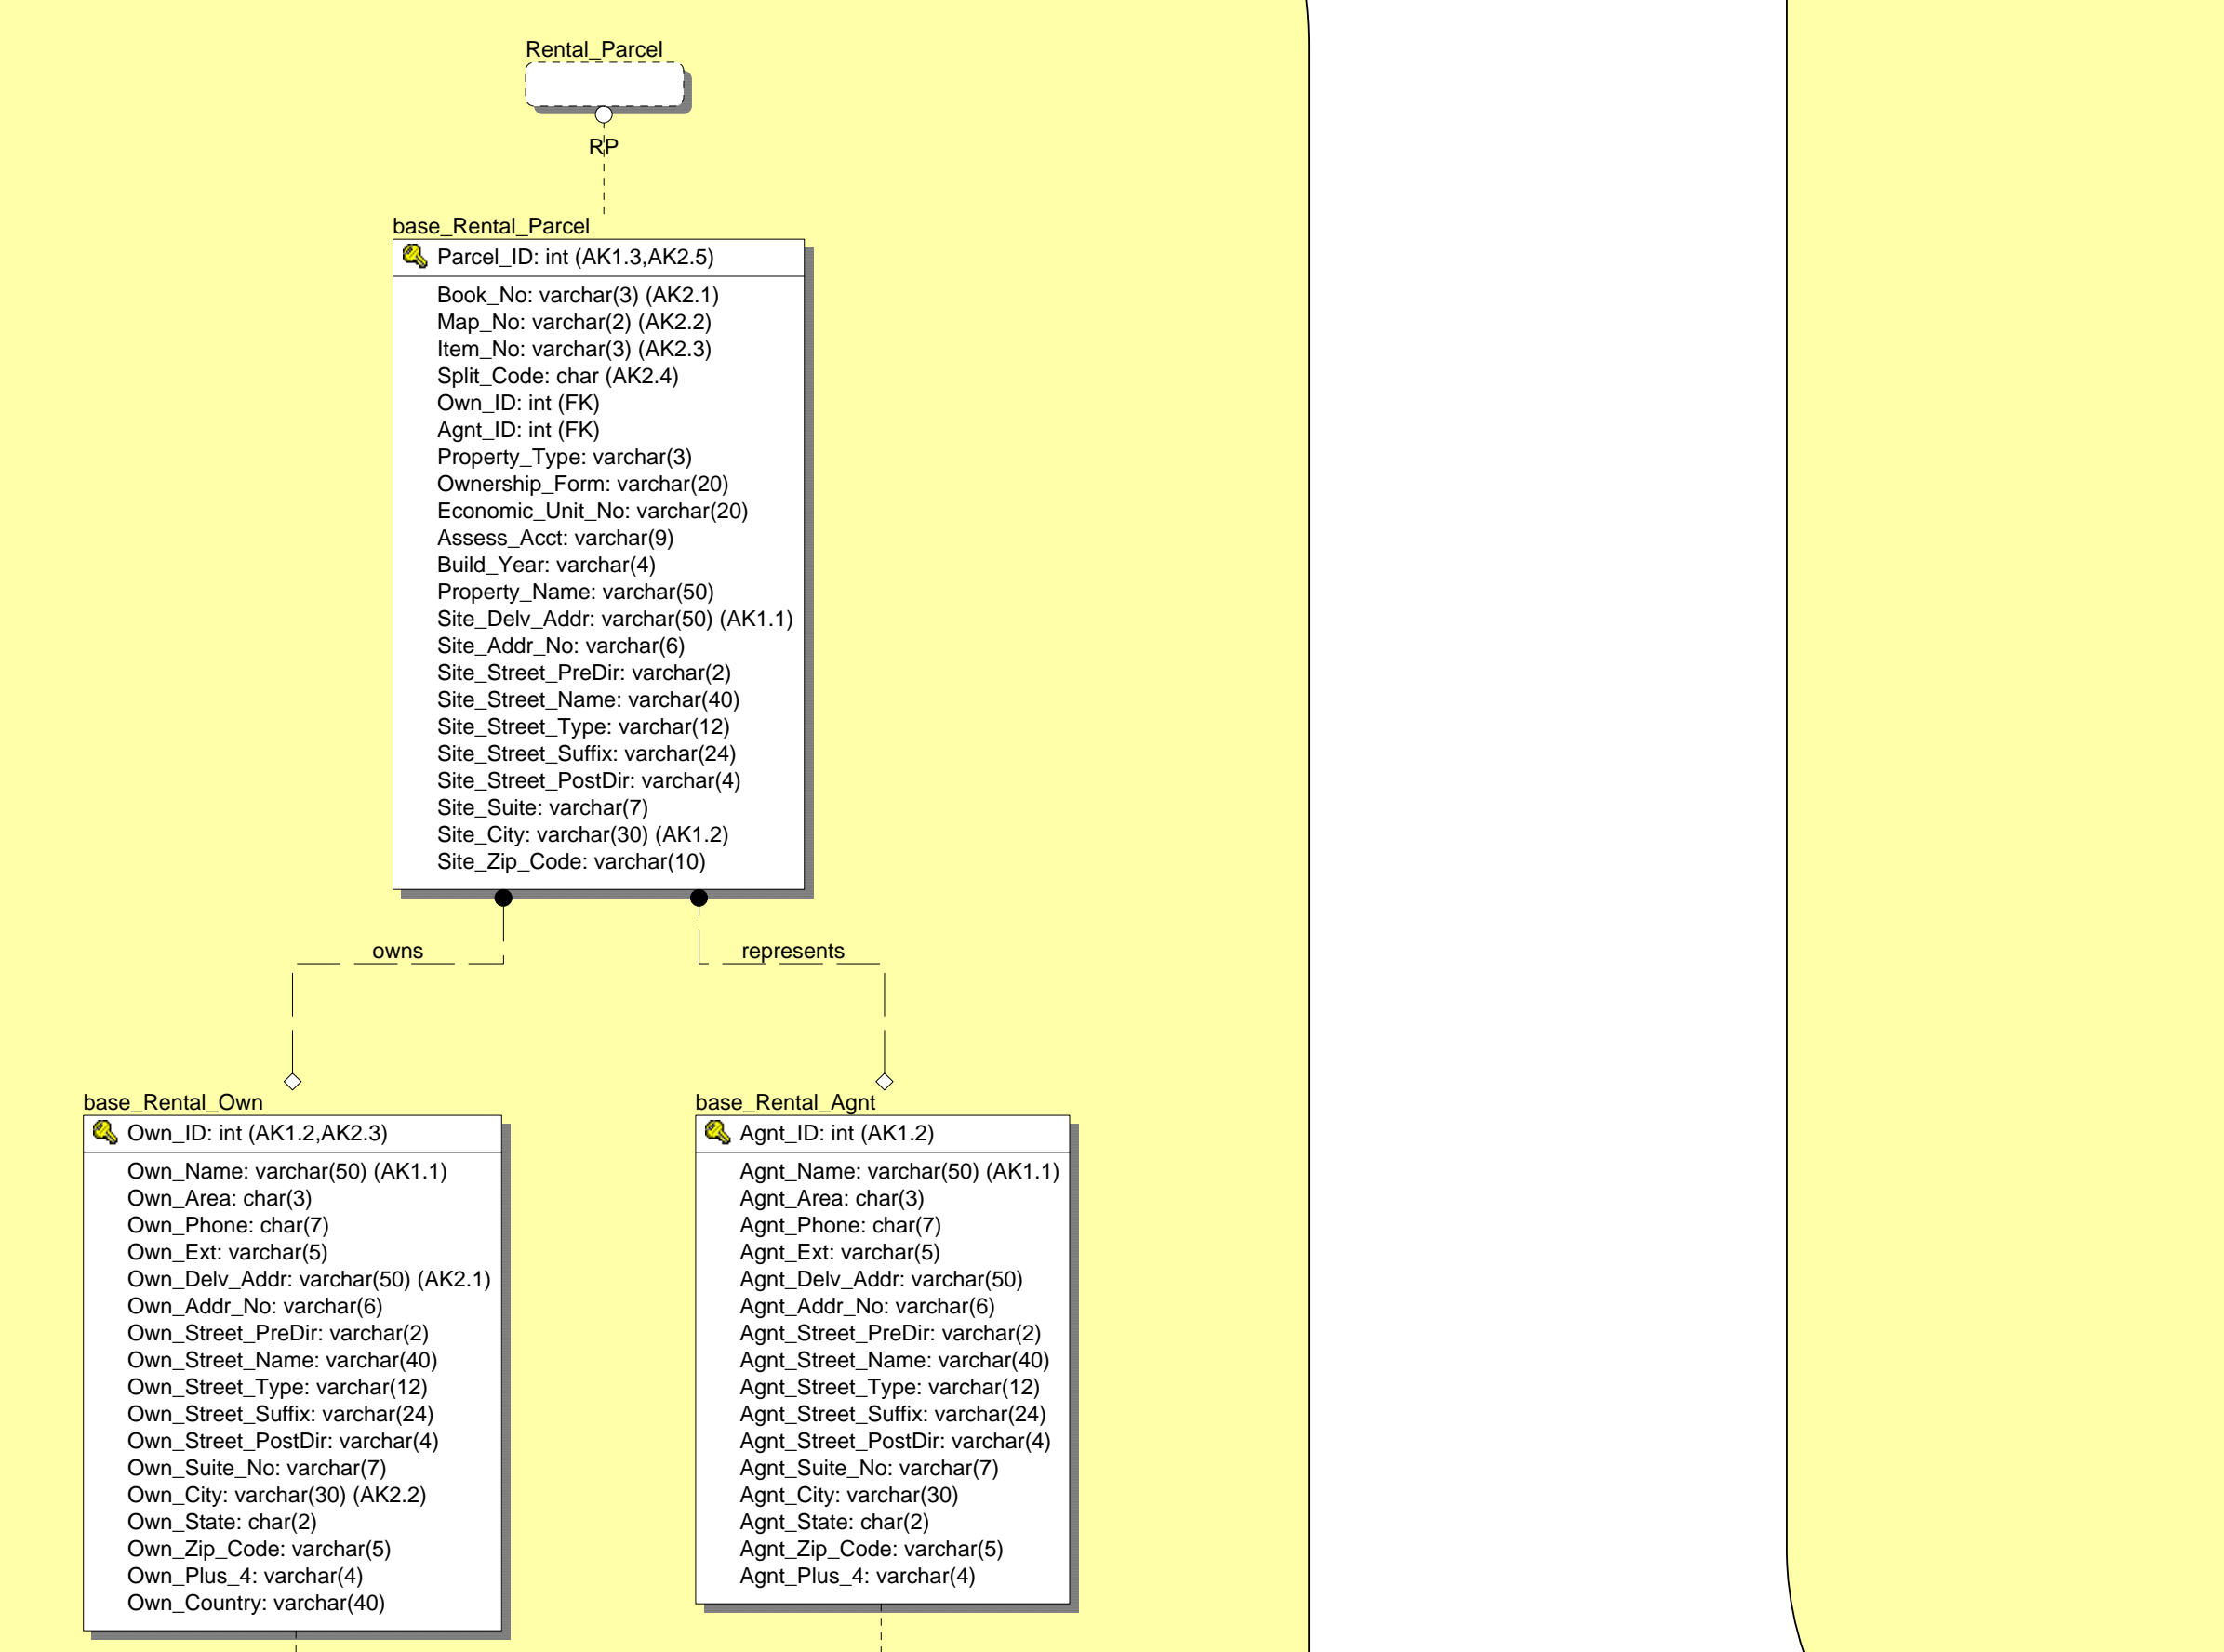 Rental_Parcel
RP
base_Rental_Parcel
Parcel_ID: int (AK1.3,AK2.5)
Book_No: varchar(3) (AK2.1)
Map_No: varchar(2) (AK2.2)
Item_No: varchar(3) (AK2.3)
Split_Code: char (AK2.4)
Own_ID: int (FK)
Agnt_ID: int (FK)
Property_Type: varchar(3)
Ownership_Form: varchar(20)
Economic_Unit_No: varchar(20)
Assess_Acct: varchar(9)
Build_Year: varchar(4)
Property_Name: varchar(50)
Site_Delv_Addr: varchar(50) (AK1.1)
Site_Addr_No: varchar(6)
Site_Street_PreDir: varchar(2)
Site_Street_Name: varchar(40)
Site_Street_Type: varchar(12)
Site_Street_Suffix: varchar(24)
Site_Street_PostDir: varchar(4)
Site_Suite: varchar(7)
Site_City: varchar(30) (AK1.2)
Site_Zip_Code: varchar(10)
owns
represents
base_Rental_Own
Own_ID: int (AK1.2,AK2.3)
Own_Name: varchar(50) (AK1.1)
Own_Area: char(3)
Own_Phone: char(7)
Own_Ext: varchar(5)
Own_Delv_Addr: varchar(50) (AK2.1)
Own_Addr_No: varchar(6)
Own_Street_PreDir: varchar(2)
Own_Street_Name: varchar(40)
Own_Street_Type: varchar(12)
Own_Street_Suffix: varchar(24)
Own_Street_PostDir: varchar(4)
Own_Suite_No: varchar(7)
Own_City: varchar(30) (AK2.2)
Own_State: char(2)
Own_Zip_Code: varchar(5)
Own_Plus_4: varchar(4)
Own_Country: varchar(40)
base_Rental_Agnt
Agnt_ID: int (AK1.2)
Agnt_Name: varchar(50) (AK1.1)
Agnt_Area: char(3)
Agnt_Phone: char(7)
Agnt_Ext: varchar(5)
Agnt_Delv_Addr: varchar(50)
Agnt_Addr_No: varchar(6)
Agnt_Street_PreDir: varchar(2)
Agnt_Street_Name: varchar(40)
Agnt_Street_Type: varchar(12)
Agnt_Street_Suffix: varchar(24)
Agnt_Street_PostDir: varchar(4)
Agnt_Suite_No: varchar(7)
Agnt_City: varchar(30)
Agnt_State: char(2)
Agnt_Zip_Code: varchar(5)
Agnt_Plus_4: varchar(4)